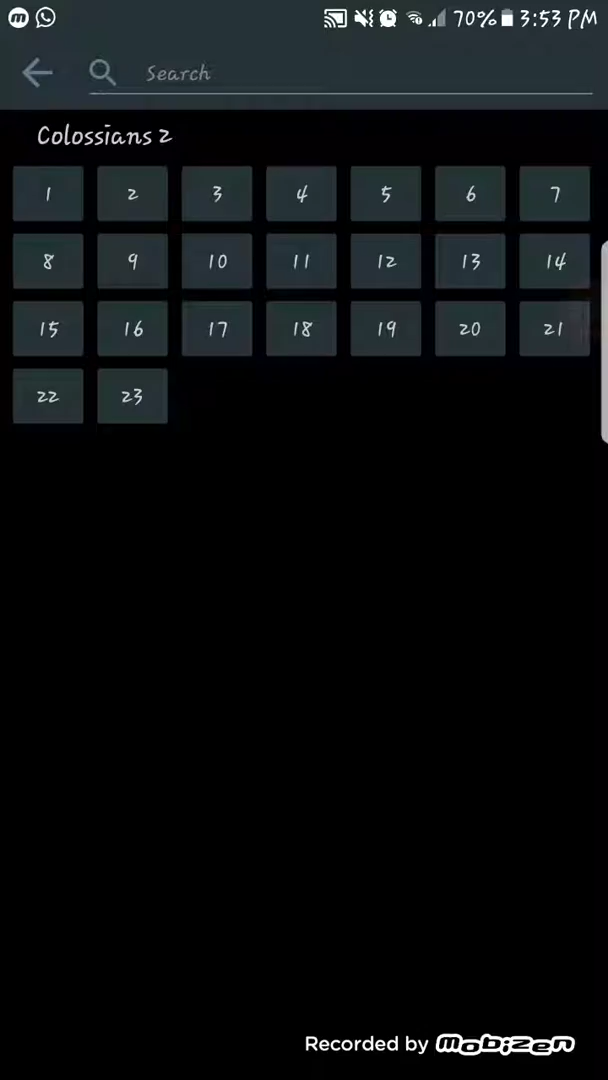 70% 3:53 PM
Search
Colossians 2
1 2 3 4 5 6 7
8 9 10 11 12 13 14
15 16 17 18 19 20 21
22 23
Recorded by mobizen